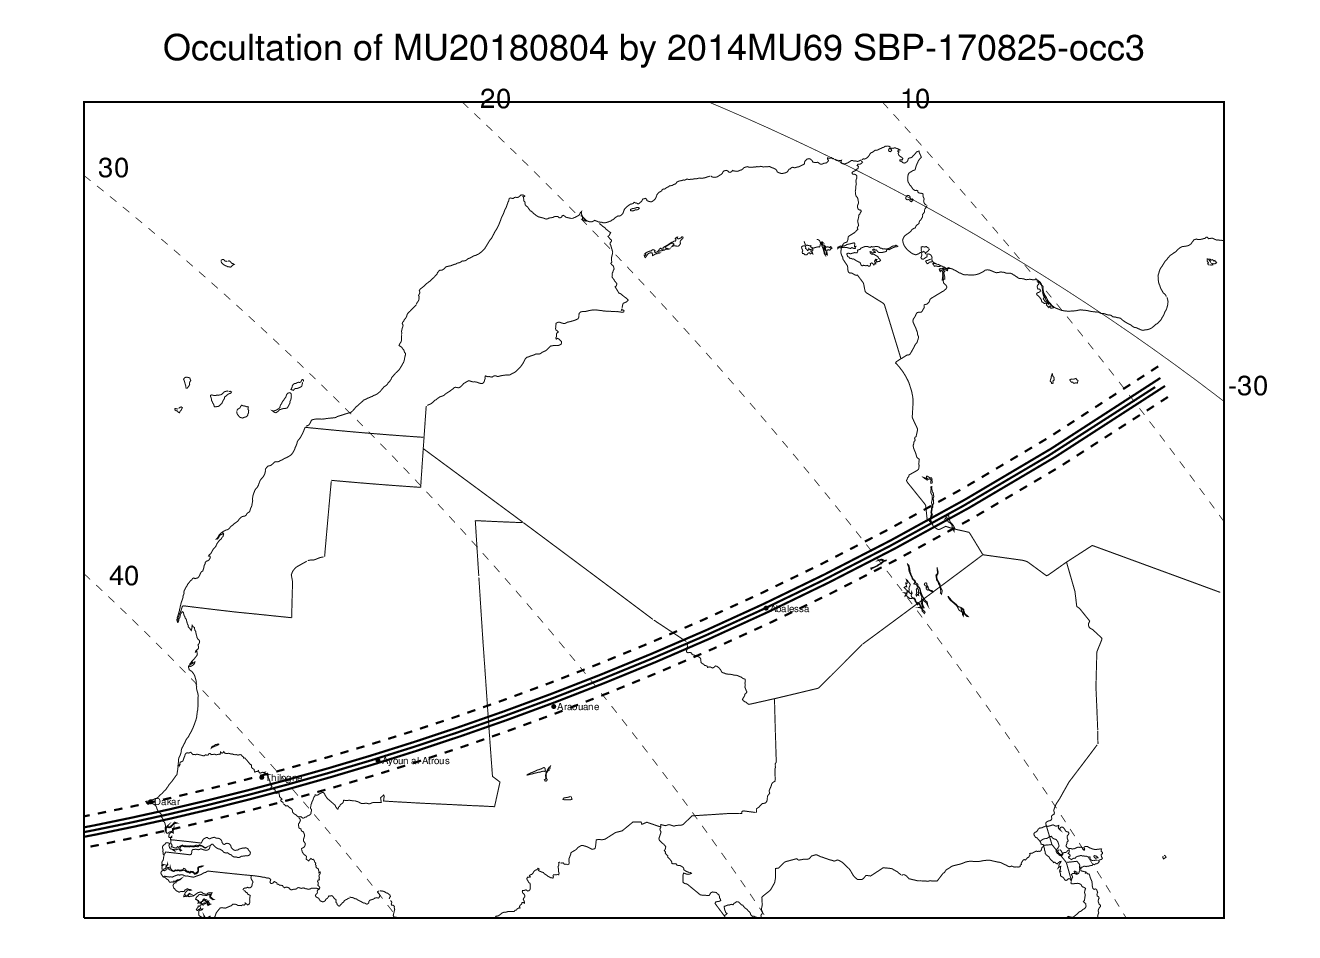 Occultation of MU20180804 by 2014MU69 SBP-170825-occ3
20
10
30
-30
40
Abalessa
Araouane
Ayoun al Atrous
Thilogne
Dakar